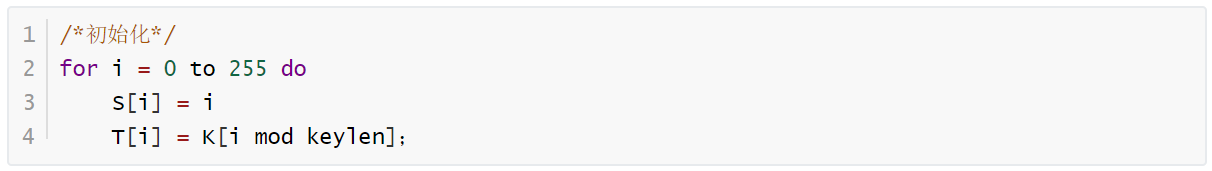 1 /*初始化*/
2 for i = 0 to 255 do
3     S[i] = i
4     T[i] = K[i mod keylen];